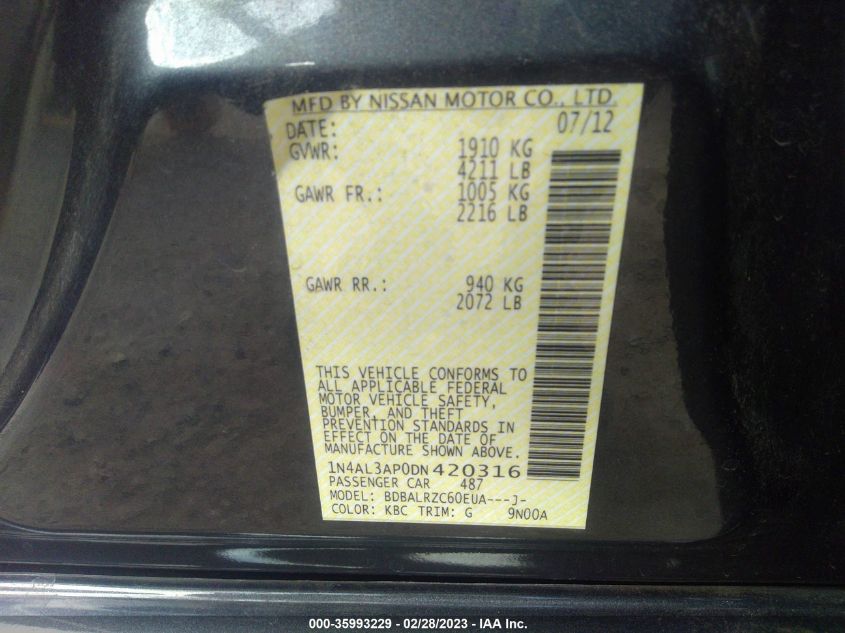 MFD BY NISSAN MOTOR CO., LTD.
DATE: 07/12
GVWR: 1910 KG
4211 LB
GAWR FR.: 1005 KG
2216 LB
GAWR RR.: 940 KG
2072 LB
THIS VEHICLE CONFORMS TO
ALL APPLICABLE FEDERAL
MOTOR VEHICLE SAFETY,
BUMPER, AND THEFT
PREVENTION STANDARDS IN
EFFECT ON THE DATE OF
MANUFACTURE SHOWN ABOVE.
1N4AL3AP0DN420316
PASSENGER CAR 487
MODEL: BDBALRZC60EUA---J-
COLOR: KBC TRIM: G 9N00A
000-35993229 - 02/28/2023 - IAA Inc.